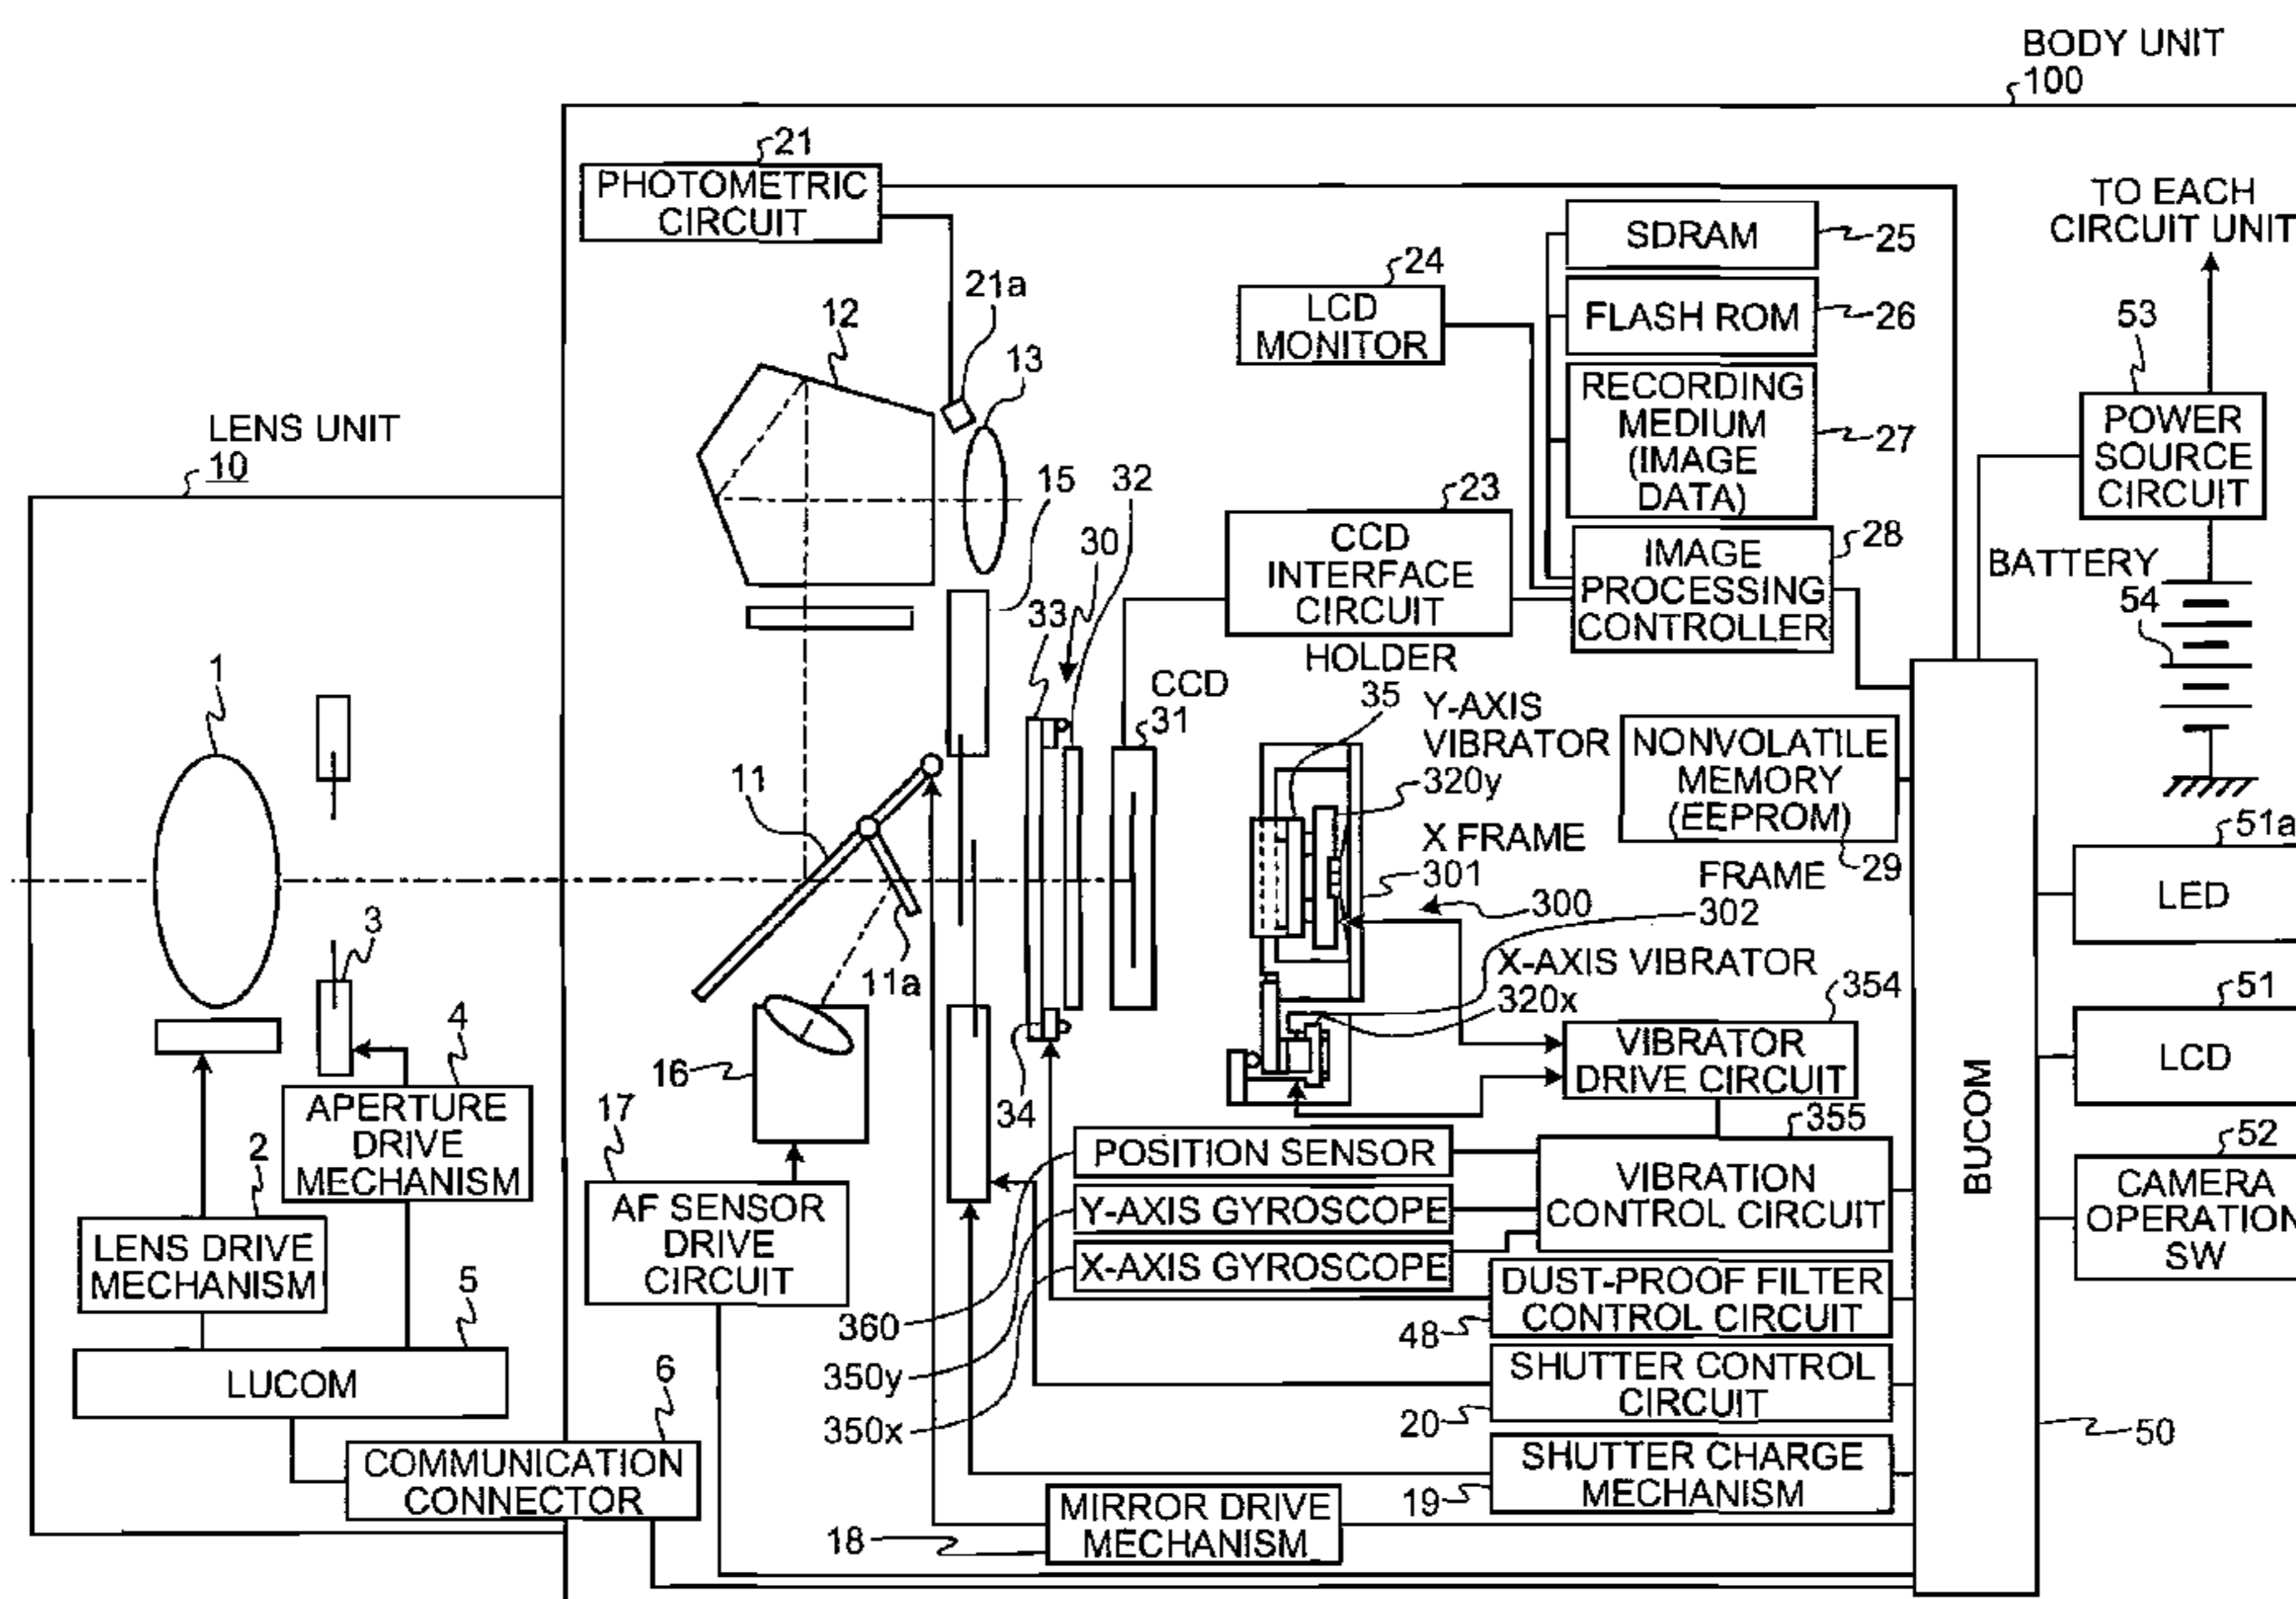 BODY UNIT
100
21
PHOTOMETRIC
CIRCUIT
TO EACH
CIRCUIT UNIT
SDRAM
25
24
LCD
MONITOR
21a
12
13
FLASH ROM
26
53
RECORDING
MEDIUM
(IMAGE
DATA)
27
POWER
SOURCE
CIRCUIT
LENS UNIT
10
15
32
23
CCD
INTERFACE
CIRCUIT
30
33
IMAGE
PROCESSING
CONTROLLER
28
BATTERY
54
HOLDER
35
CCD
31
1
Y-AXIS
VIBRATOR
320y
NONVOLATILE
MEMORY
(EEPROM)
29
11
X FRAME
301
FRAME
302
300
51a
LED
3
11a
X-AXIS VIBRATOR
320x
354
51
VIBRATOR
DRIVE CIRCUIT
LCD
4
16
34
APERTURE
DRIVE
MECHANISM
17
355
BUCOM
52
2
POSITION SENSOR
VIBRATION
CONTROL CIRCUIT
CAMERA
OPERATION
SW
AF SENSOR
DRIVE
CIRCUIT
Y-AXIS GYROSCOPE
X-AXIS GYROSCOPE
LENS DRIVE
MECHANISM
5
DUST-PROOF FILTER
CONTROL CIRCUIT
48
360
350y
350x
LUCOM
6
SHUTTER CONTROL
CIRCUIT
20
50
COMMUNICATION
CONNECTOR
SHUTTER CHARGE
MECHANISM
19
MIRROR DRIVE
MECHANISM
18